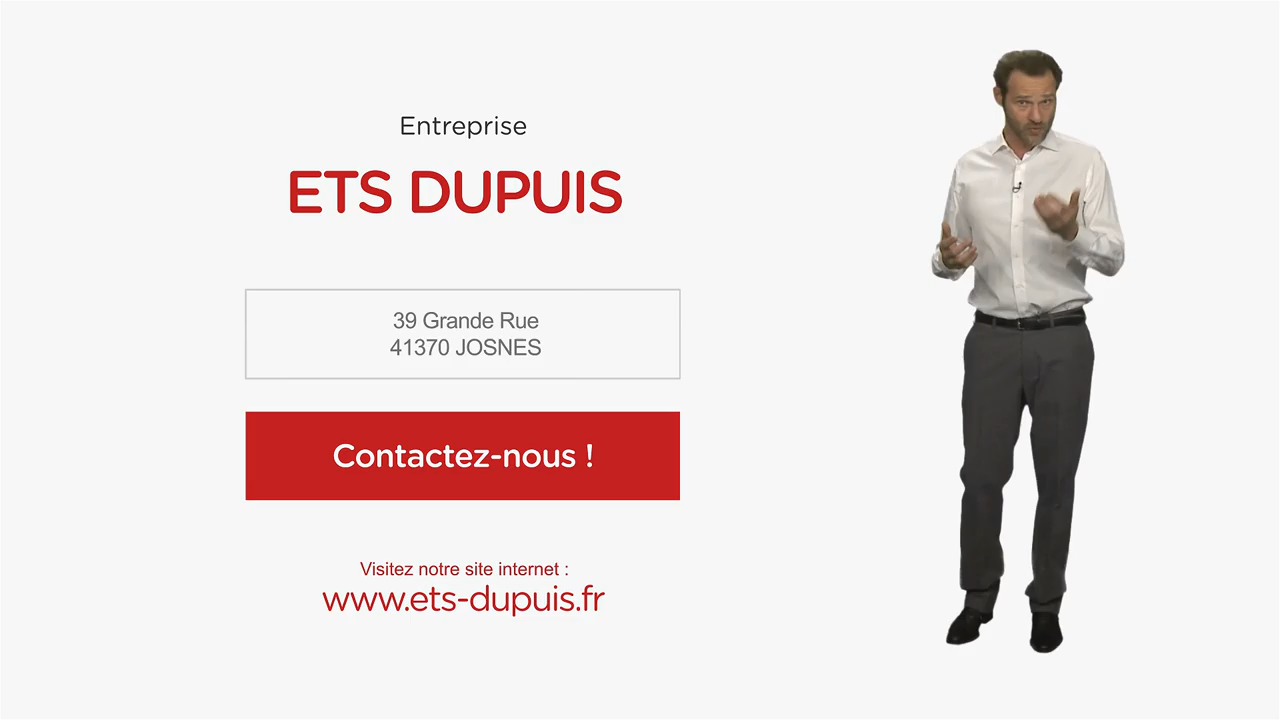 Entreprise
ETS DUPUIS
39 Grande Rue
41370 JOSNES
Contactez-nous !
Visitez notre site internet :
www.ets-dupuis.fr